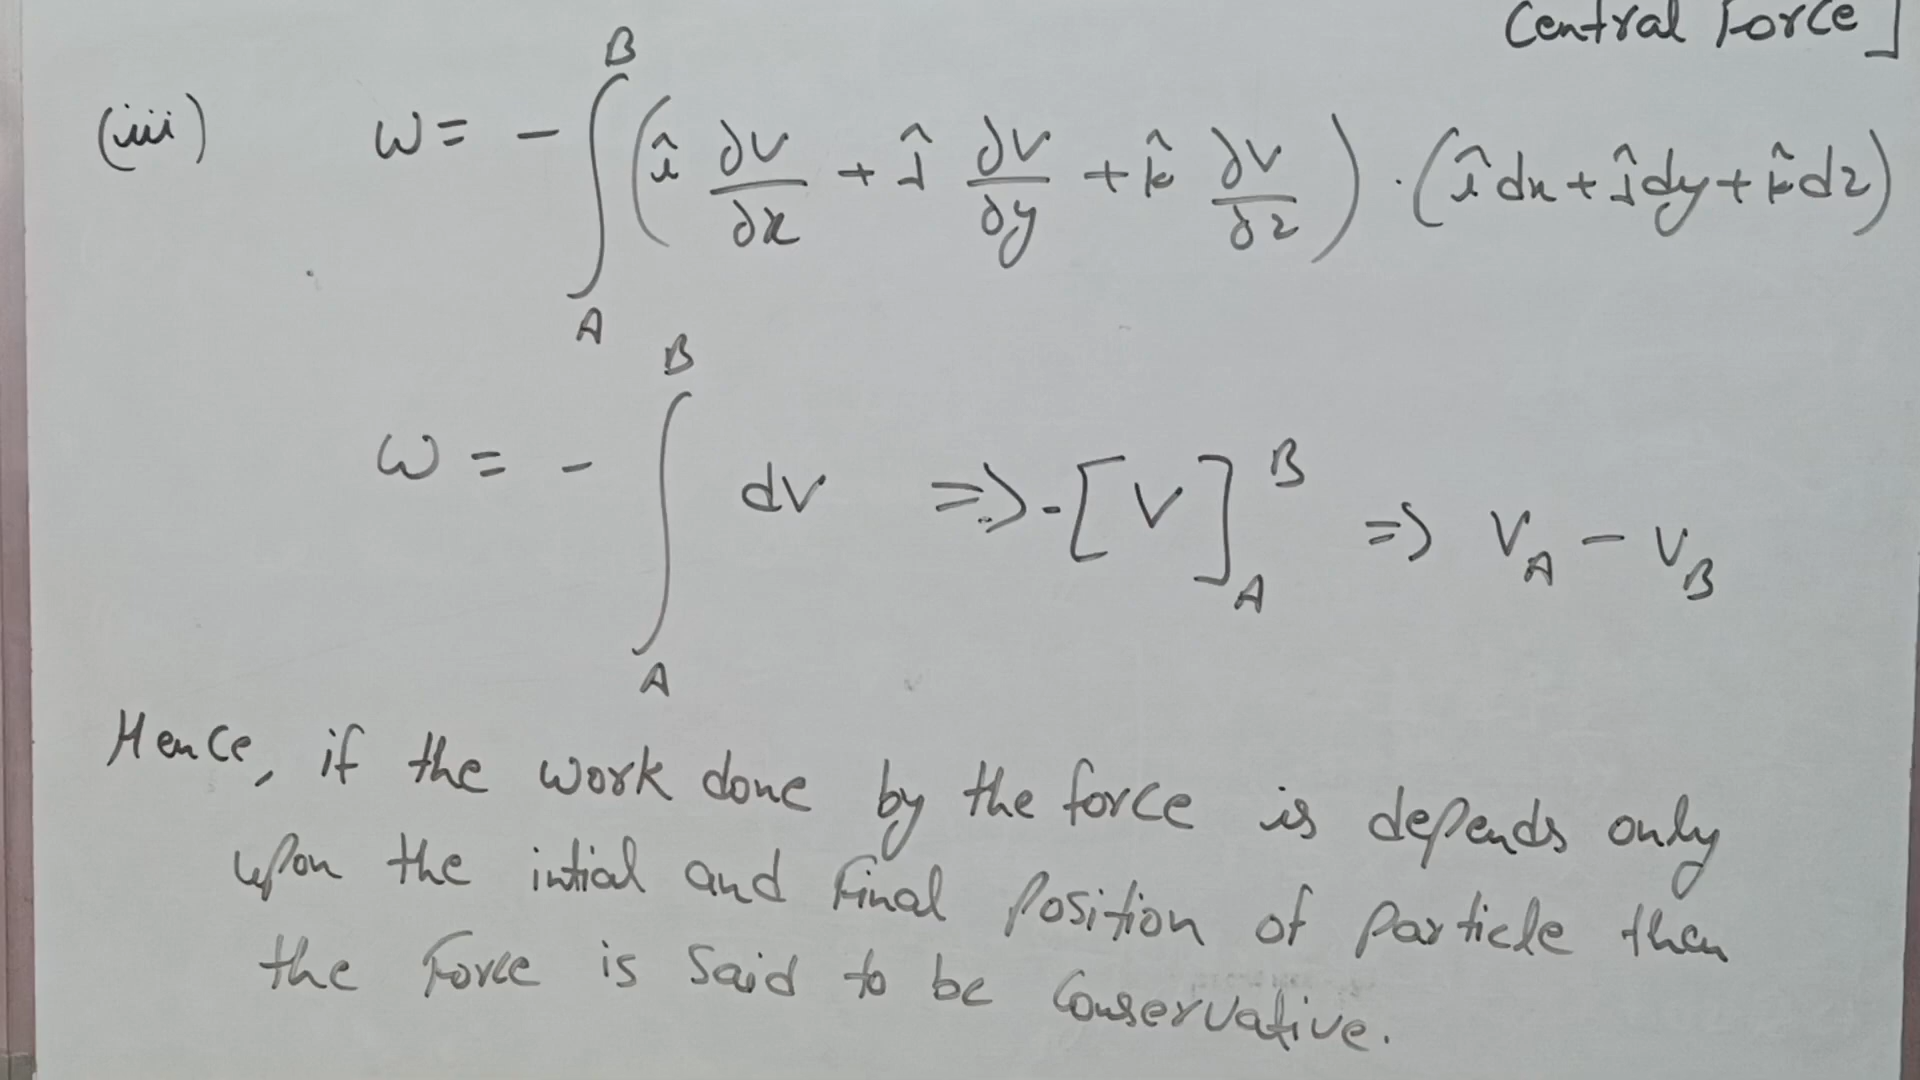 Central Force]
(iii) W = - ∫_A^B (î ∂V/∂x + ĵ ∂V/∂y + k̂ ∂V/∂z) · (î dx + ĵ dy + k̂ dz)
W = - ∫_A^B dV => -[V]_A^B => V_A - V_B
Hence, if the work done by the force is depends only
upon the intial and Final Position of Particle then
the Force is Said to be Conservative.